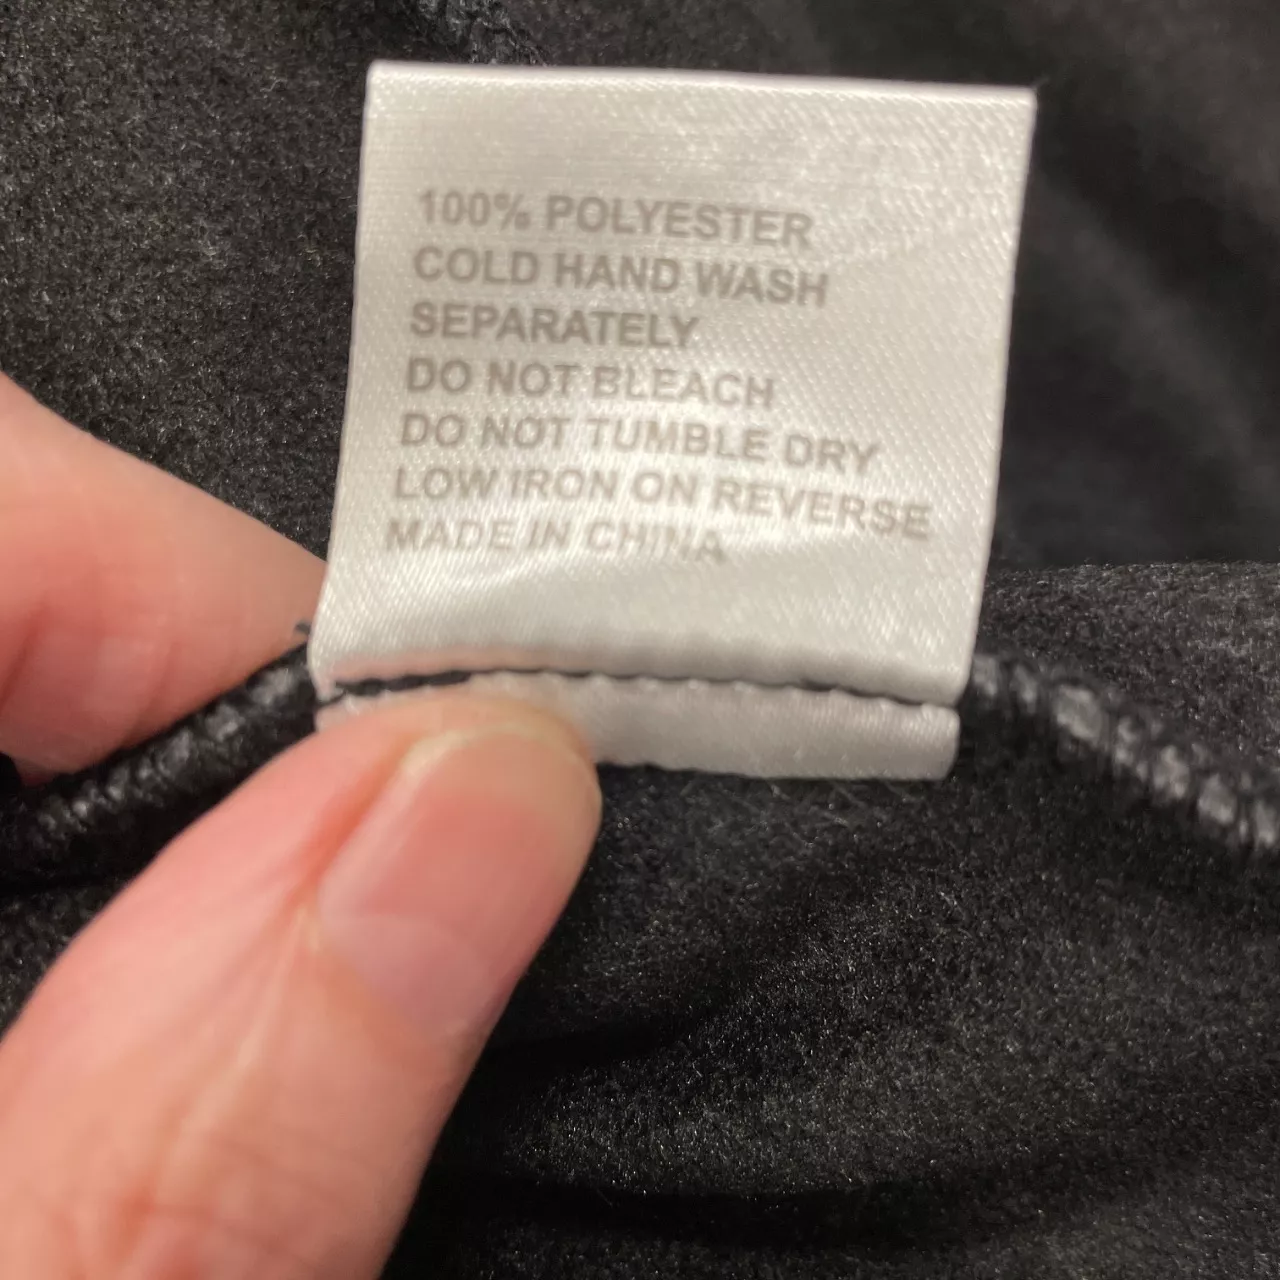 100% POLYESTER
COLD HAND WASH
SEPARATELY
DO NOT BLEACH
DO NOT TUMBLE DRY
LOW IRON ON REVERSE
MADE IN CHINA